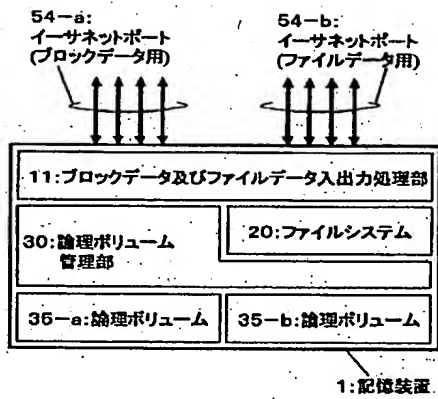 54-a:
イーサネットポート
(ブロックデータ用)
54-b:
イーサネットポート
(ファイルデータ用)
11:ブロックデータ及びファイルデータ入出力処理部
30:論理ボリューム
管理部
20:ファイルシステム
35-a:論理ボリューム
35-b:論理ボリューム
1:記憶装置